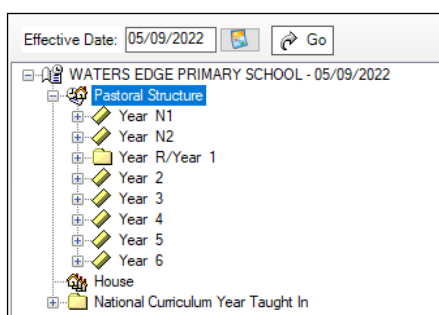 Effective Date: 05/09/2022 Go
WATERS EDGE PRIMARY SCHOOL - 05/09/2022
Pastoral Structure
Year N1
Year N2
Year R/Year 1
Year 2
Year 3
Year 4
Year 5
Year 6
House
National Curriculum Year Taught In